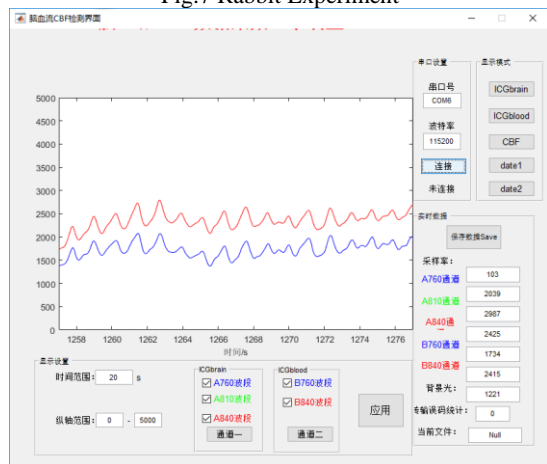 Fig.7 Rabbit Experiment
脑血流CBF检测界面
串口设置
串口号
COM6
波特率
115200
连接
未连接
显示模式
ICGbrain
ICGblood
CBF
date1
date2
5000
4500
4000
3500
3000
2500
2000
1500
1000
500
0
1258
1260
1262
1264
1266
1268
1270
1272
1274
1276
时间/s
实时数据
保存数据Save
采样率：
103
A760通道
2039
A810通道
2987
A840通
2425
B760通道
1734
B840通道
2415
背景光：
1221
传输误码统计：
0
当前文件：
Null
显示设置
时间范围：
20
s
纵轴范围：
0
-
5000
ICGbrain
A760波段
A810波段
A840波段
通道一
ICGblood
B760波段
B840波段
通道二
应用